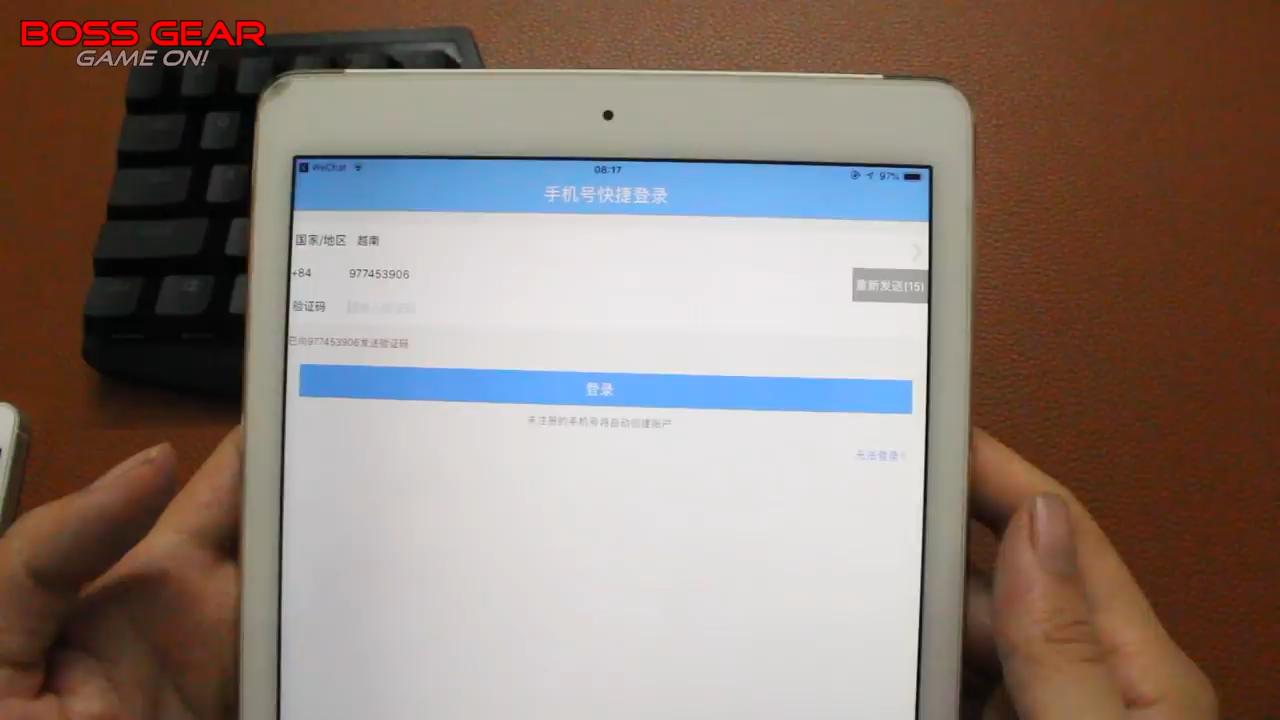 BOSS GEAR
GAME ON!
WeChat
08:17
97%
手机号快捷登录
国家/地区 越南
+84 977453906
重新发送(15)
验证码
已向977453906发送验证码
登录
未注册的手机号将自动创建账户
无法登录?